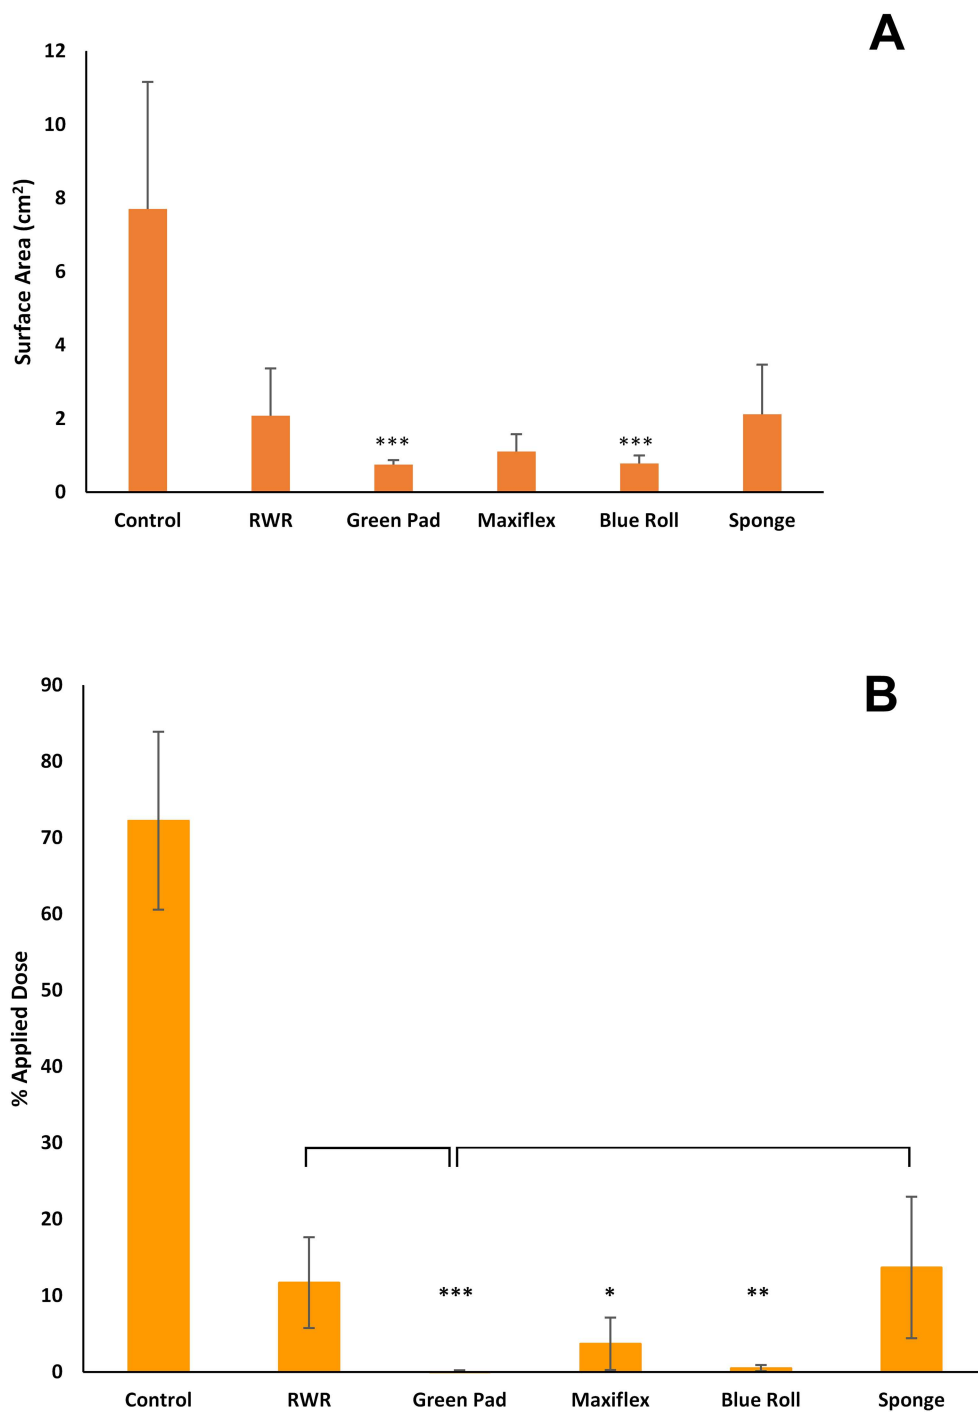 A
12
10
8
6
4
2
0
Surface Area (cm²)
***
***
Control RWR Green Pad Maxiflex Blue Roll Sponge
B
90
80
70
60
50
40
30
20
10
0
% Applied Dose
*** * **
Control RWR Green Pad Maxiflex Blue Roll Sponge